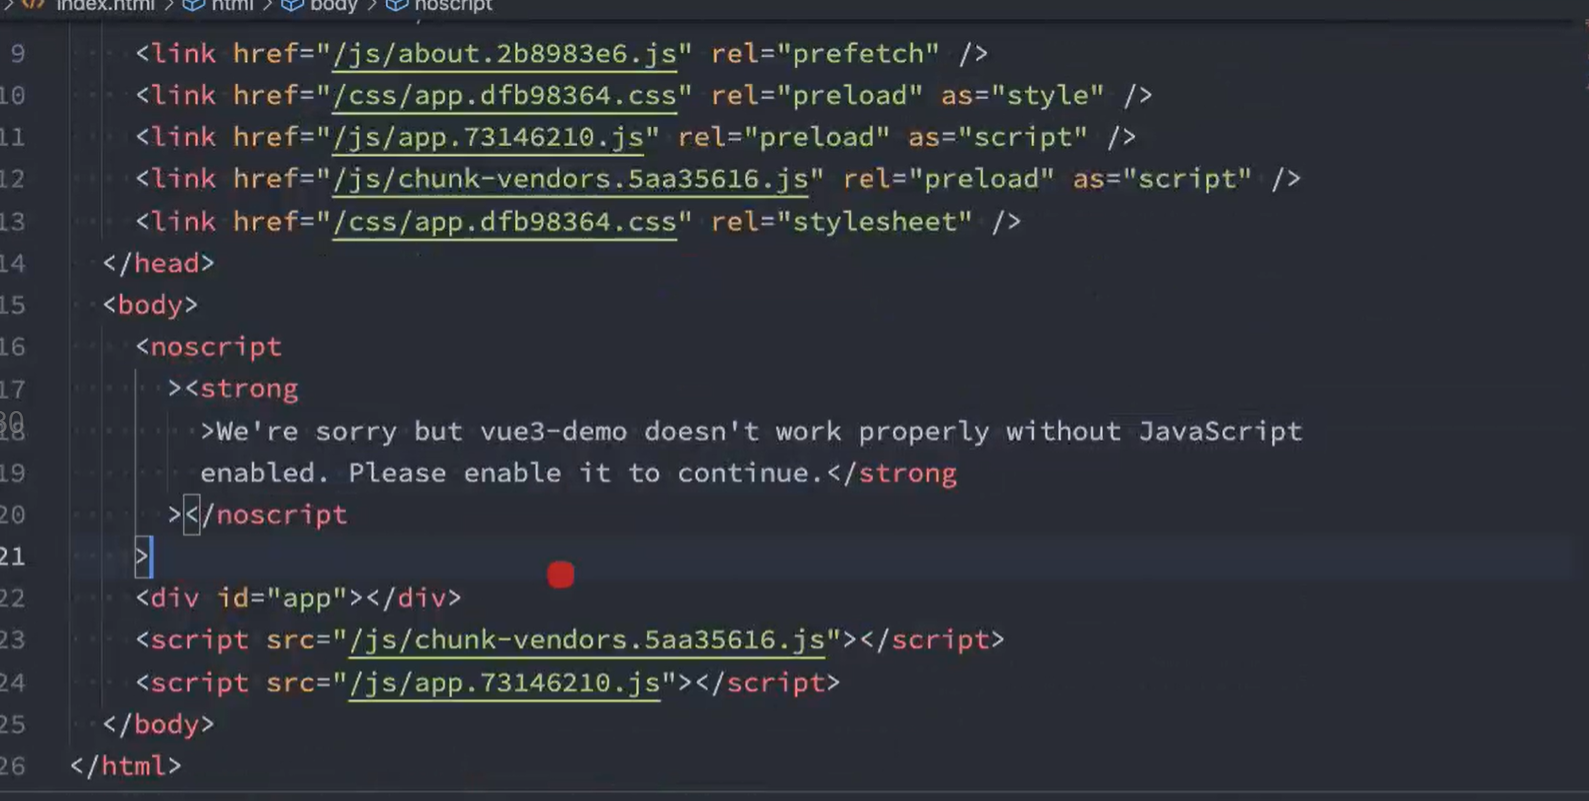 index.html > html > body > noscript
9 <link href="/js/about.2b8983e6.js" rel="prefetch" />
10 <link href="/css/app.dfb98364.css" rel="preload" as="style" />
11 <link href="/js/app.73146210.js" rel="preload" as="script" />
12 <link href="/js/chunk-vendors.5aa35616.js" rel="preload" as="script" />
13 <link href="/css/app.dfb98364.css" rel="stylesheet" />
14 </head>
15 <body>
16 <noscript
17 ><strong
18 >We're sorry but vue3-demo doesn't work properly without JavaScript
19 enabled. Please enable it to continue.</strong
20 ></noscript
21 >
22 <div id="app"></div>
23 <script src="/js/chunk-vendors.5aa35616.js"></script>
24 <script src="/js/app.73146210.js"></script>
25 </body>
26 </html>